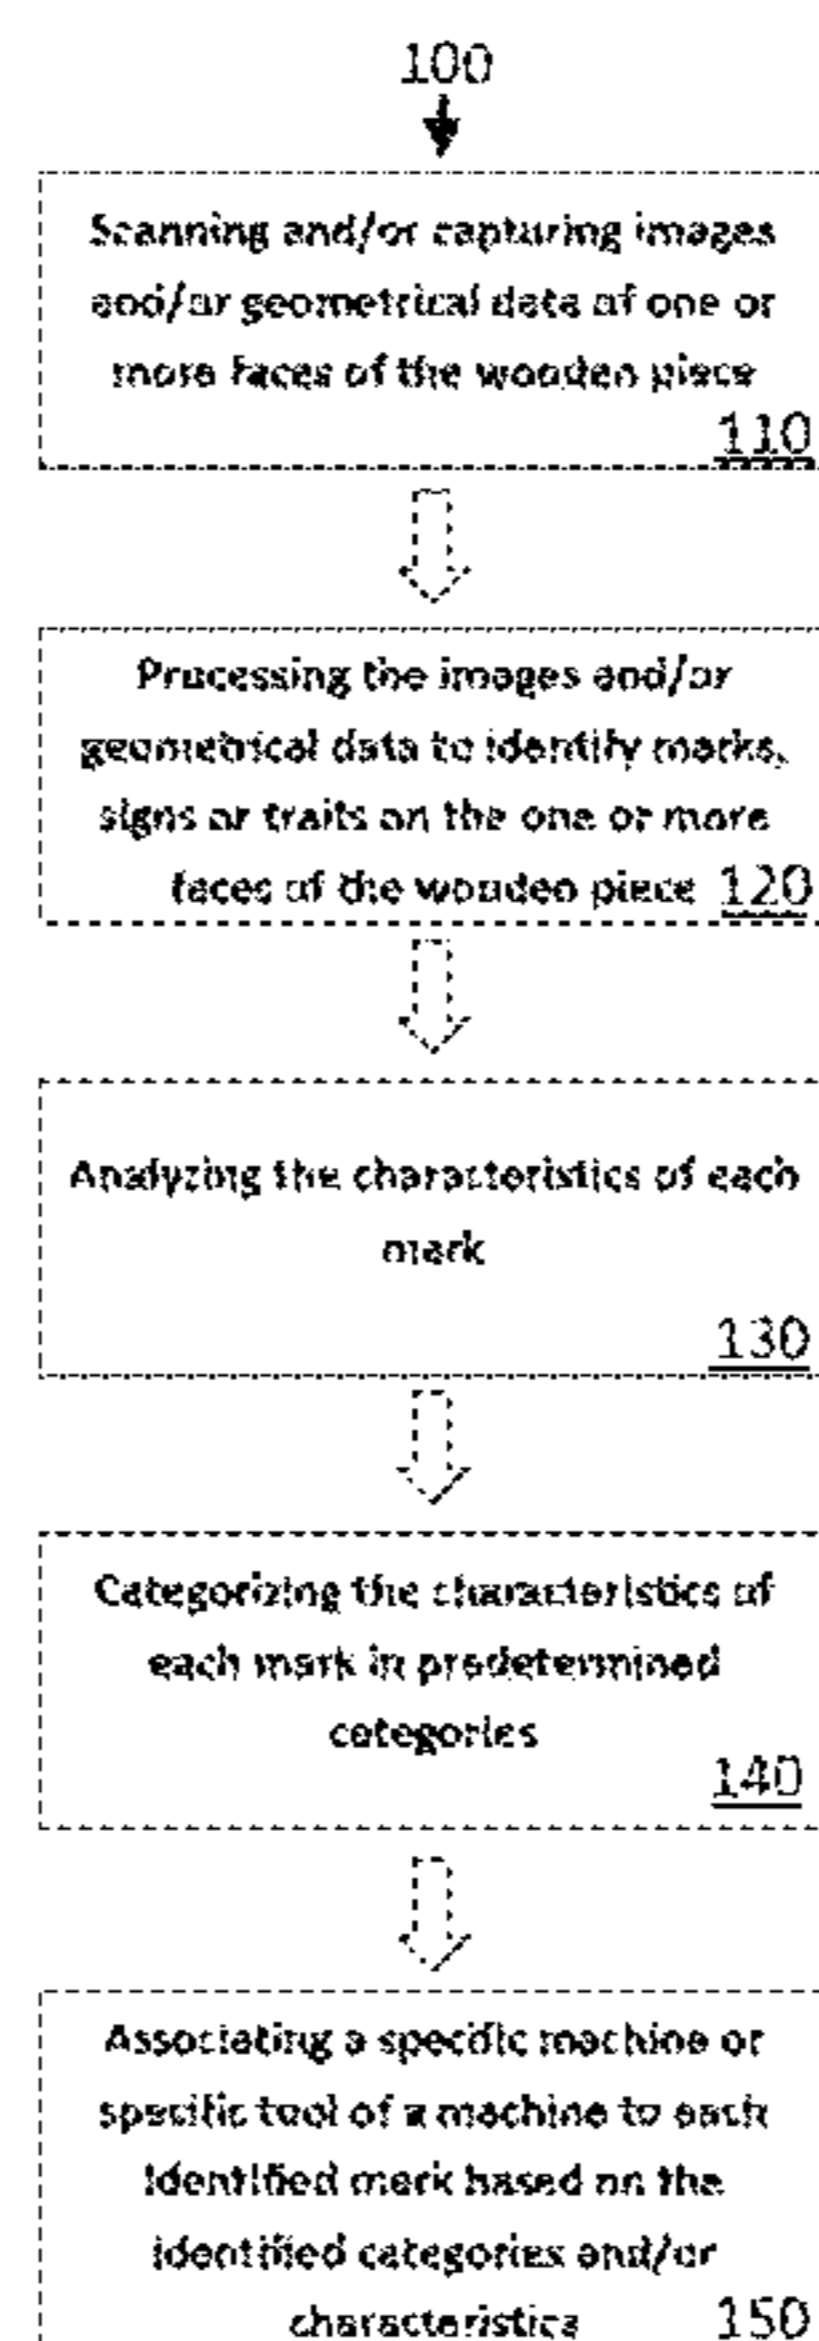 100
Scanning and/or capturing images
and/or geometrical data of one or
more faces of the wooden piece
110
Processing the images and/or
geometrical data to identify marks,
signs or traits on the one or more
faces of the wooden piece 120
Analyzing the characteristics of each
mark
130
Categorizing the characteristics of
each mark in predetermined
categories
140
Associating a specific machine or
specific tool of a machine to each
identified mark based on the
identified categories and/or
characteristics 150